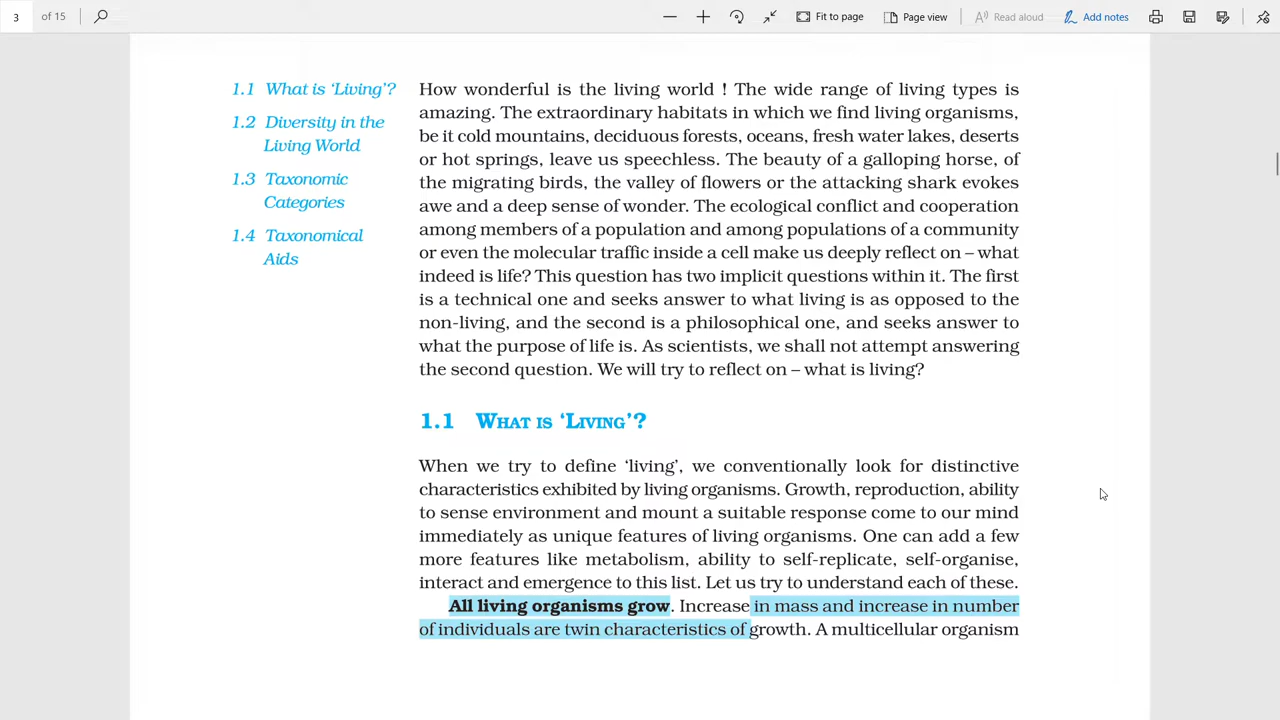 3 of 15 Fit to page Page view Read aloud Add notes
1.1 What is ‘Living’?
1.2 Diversity in the
Living World
1.3 Taxonomic
Categories
1.4 Taxonomical
Aids
How wonderful is the living world ! The wide range of living types is
amazing. The extraordinary habitats in which we find living organisms,
be it cold mountains, deciduous forests, oceans, fresh water lakes, deserts
or hot springs, leave us speechless. The beauty of a galloping horse, of
the migrating birds, the valley of flowers or the attacking shark evokes
awe and a deep sense of wonder. The ecological conflict and cooperation
among members of a population and among populations of a community
or even the molecular traffic inside a cell make us deeply reflect on – what
indeed is life? This question has two implicit questions within it. The first
is a technical one and seeks answer to what living is as opposed to the
non-living, and the second is a philosophical one, and seeks answer to
what the purpose of life is. As scientists, we shall not attempt answering
the second question. We will try to reflect on – what is living?
1.1 What is ‘Living’?
When we try to define ‘living’, we conventionally look for distinctive
characteristics exhibited by living organisms. Growth, reproduction, ability
to sense environment and mount a suitable response come to our mind
immediately as unique features of living organisms. One can add a few
more features like metabolism, ability to self-replicate, self-organise,
interact and emergence to this list. Let us try to understand each of these.
All living organisms grow. Increase in mass and increase in number
of individuals are twin characteristics of growth. A multicellular organism